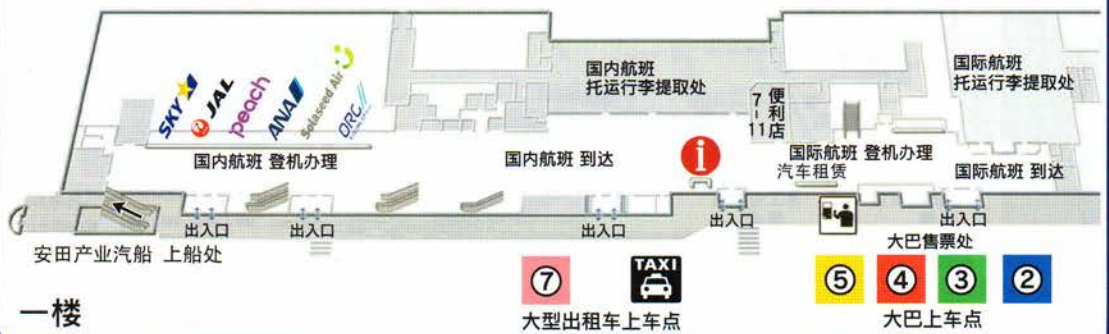 SKY
JAL
peach
ANA
Solaseed Air
ORC
国内航班
托运行李提取处
国际航班
托运行李提取处
7-11
便利店
国内航班 登机办理
国内航班 到达
i
国际航班 登机办理
汽车租赁
国际航班 到达
出入口
出入口
出入口
出入口
出入口
安田产业汽船 上船处
大巴售票处
⑦
TAXI
⑤
④
③
②
一楼
大型出租车上车点
大巴上车点